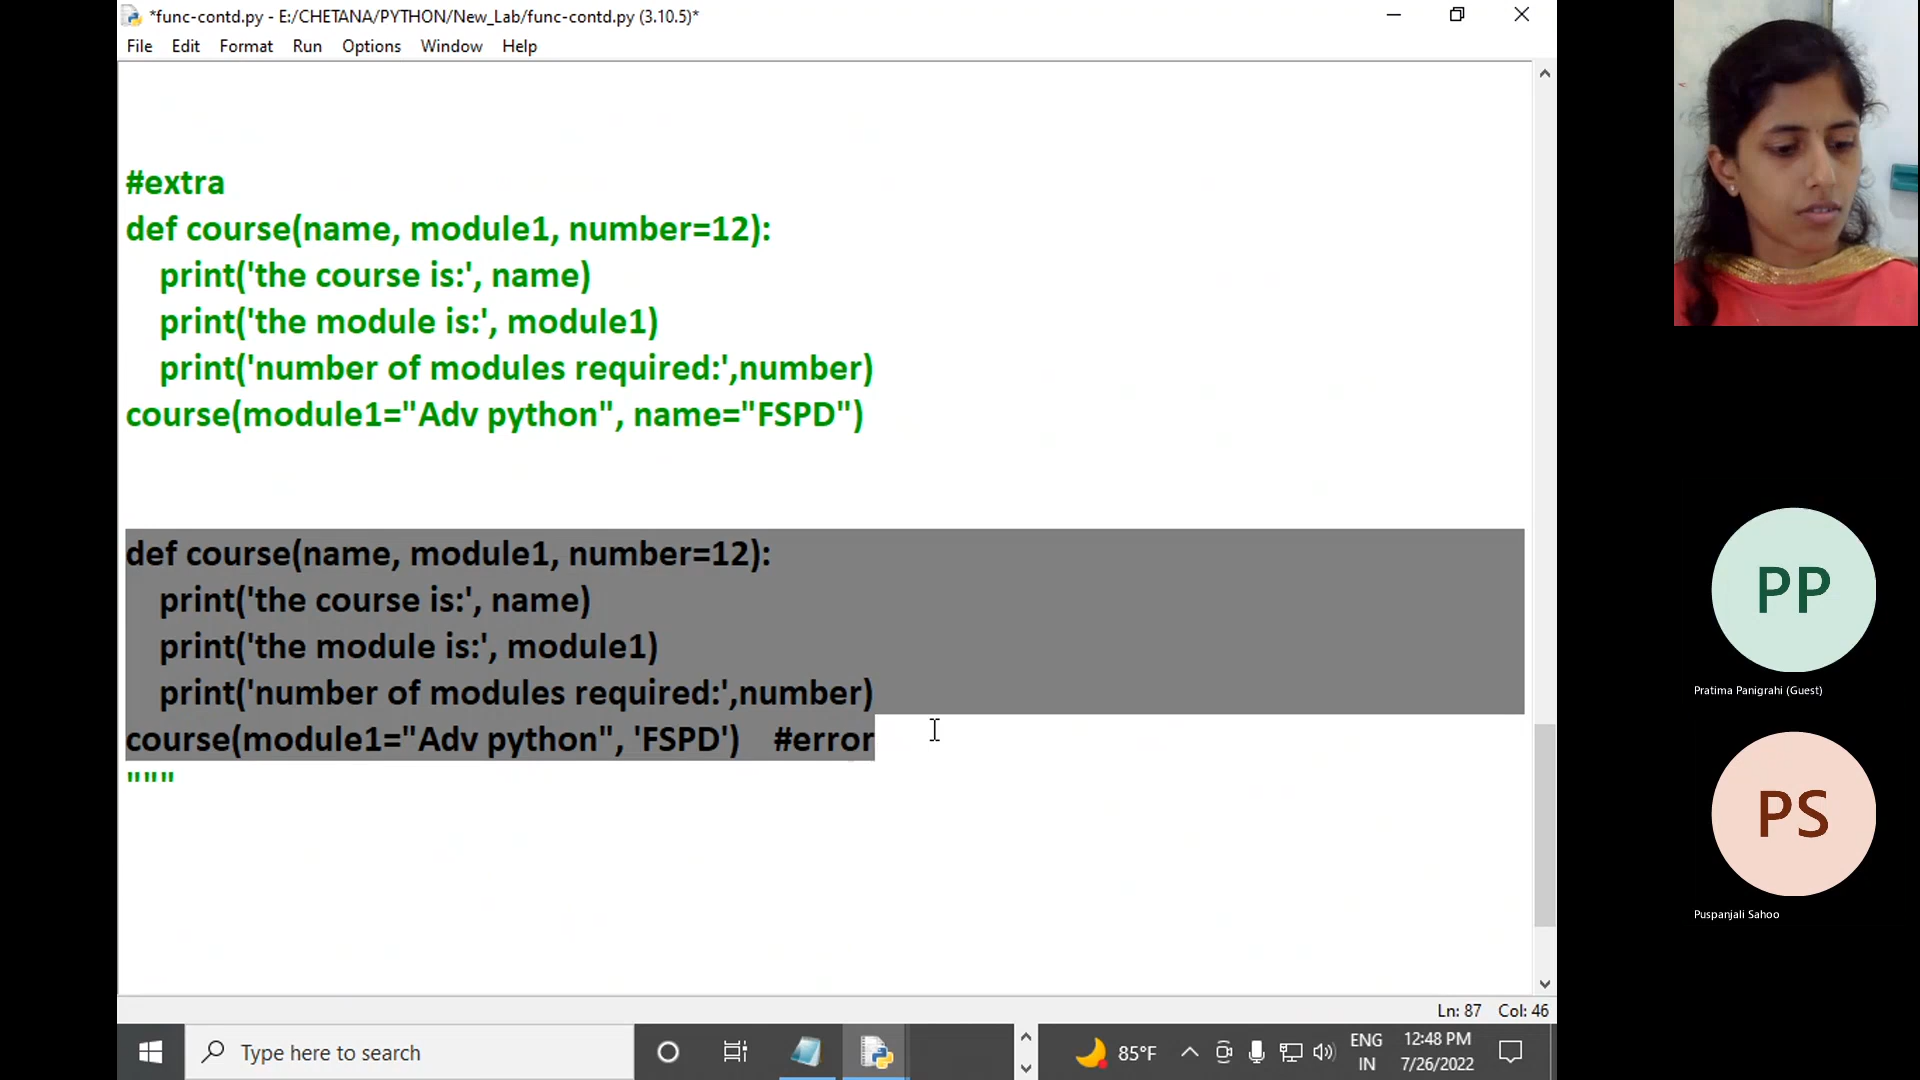 *func-contd.py - E:/CHETANA/PYTHON/New_Lab/func-contd.py (3.10.5)*
File Edit Format Run Options Window Help
#extra
def course(name, module1, number=12):
    print('the course is:', name)
    print('the module is:', module1)
    print('number of modules required:',number)
course(module1="Adv python", name="FSPD")
def course(name, module1, number=12):
    print('the course is:', name)
    print('the module is:', module1)
    print('number of modules required:',number)
course(module1="Adv python", 'FSPD')    #error
"""
Ln: 87 Col: 46
Type here to search
85°F
ENG
IN
12:48 PM
7/26/2022
PP
Pratima Panigrahi (Guest)
PS
Puspanjali Sahoo